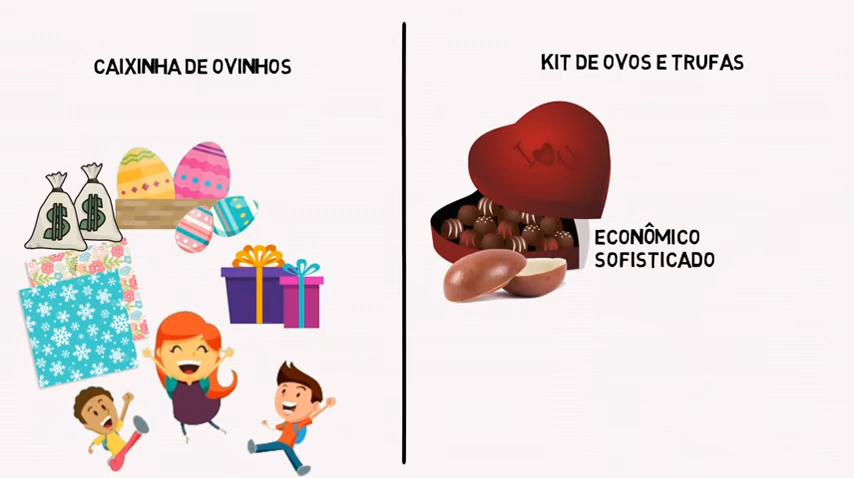 CAIXINHA DE OVINHOS
KIT DE OVOS E TRUFAS
I U
$ $
ECONÔMICO
SOFISTICADO